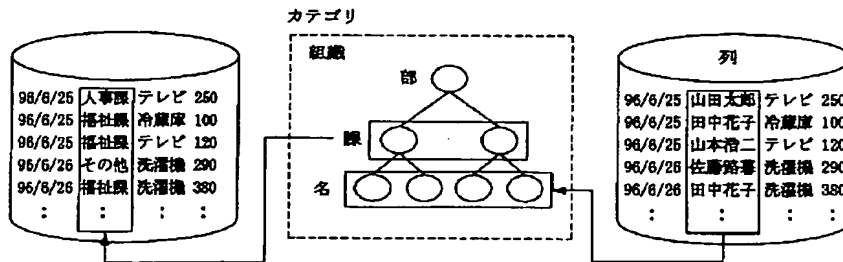 カテゴリ
組織
部
課
名
96/6/25 人事課 テレビ 250
96/6/25 福祉課 冷蔵庫 100
96/6/25 福祉課 テレビ 120
96/6/26 その他 洗濯機 290
96/6/26 福祉課 洗濯機 380
: : : :
列
96/6/25 山田太郎 テレビ 250
96/6/25 田中花子 冷蔵庫 100
96/6/25 山本浩二 テレビ 120
96/6/25 佐藤 洗濯機 290
96/6/26 田中花子 洗濯機 380
: : : :